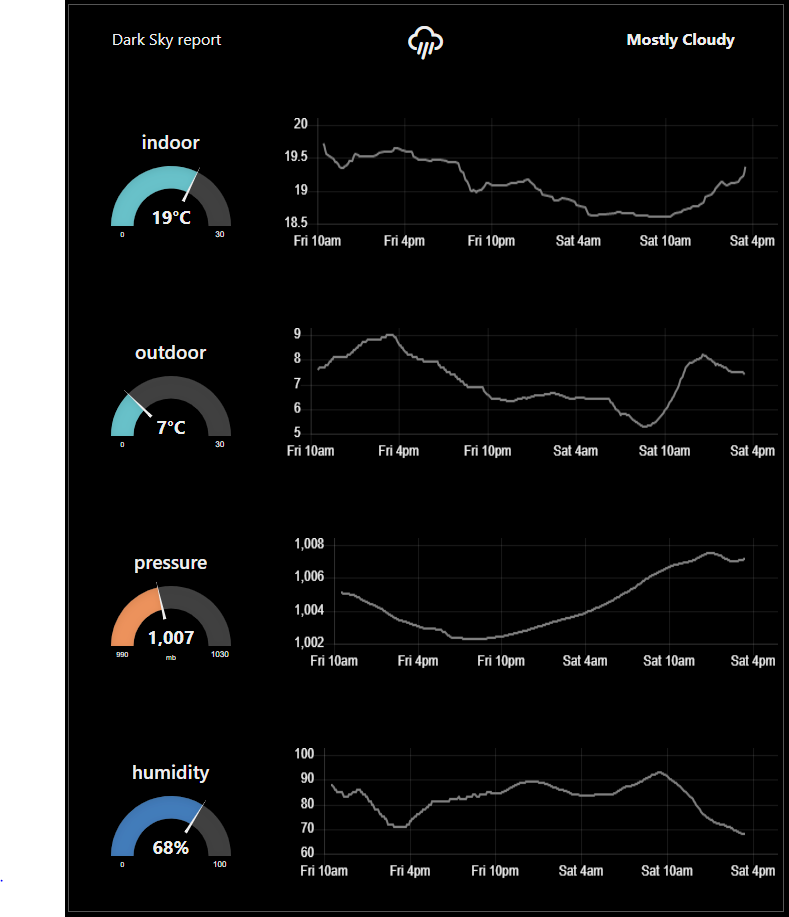 Dark Sky report
Mostly Cloudy
indoor
19°C
0 30
20
19.5
19
18.5
Fri 10am Fri 4pm Fri 10pm Sat 4am Sat 10am Sat 4pm
outdoor
7°C
0 30
9
8
7
6
5
Fri 10am Fri 4pm Fri 10pm Sat 4am Sat 10am Sat 4pm
pressure
1,007
990 mb 1030
1,008
1,006
1,004
1,002
Fri 10am Fri 4pm Fri 10pm Sat 4am Sat 10am Sat 4pm
humidity
68%
0 100
100
90
80
70
60
Fri 10am Fri 4pm Fri 10pm Sat 4am Sat 10am Sat 4pm